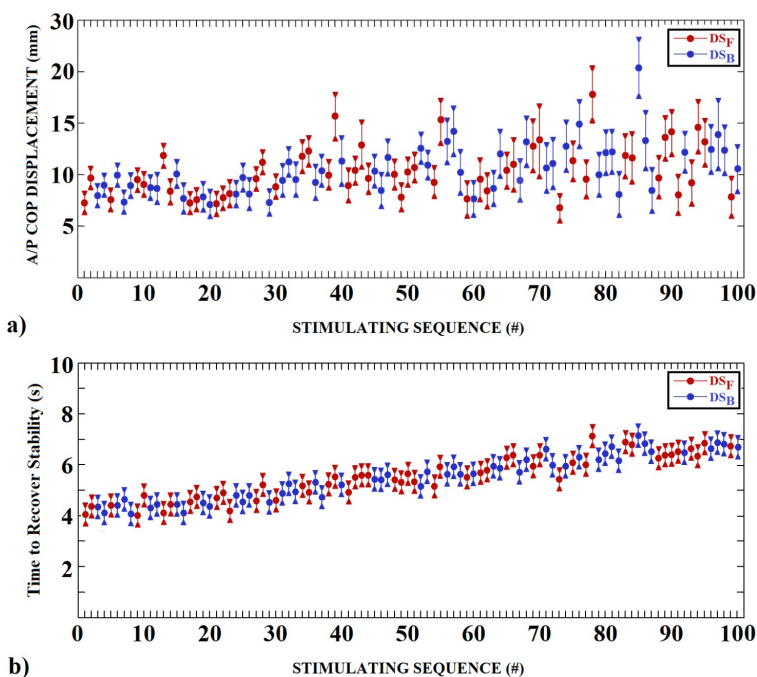 30
25
20
15
10
5
A/P COP DISPLACEMENT (mm)
DSF
DSB
1 10 20 30 40 50 60 70 80 90 100
a)
STIMULATING SEQUENCE (#)
10
8
6
4
2
Time to Recover Stability (s)
DSF
DSB
1 10 20 30 40 50 60 70 80 90 100
b)
STIMULATING SEQUENCE (#)